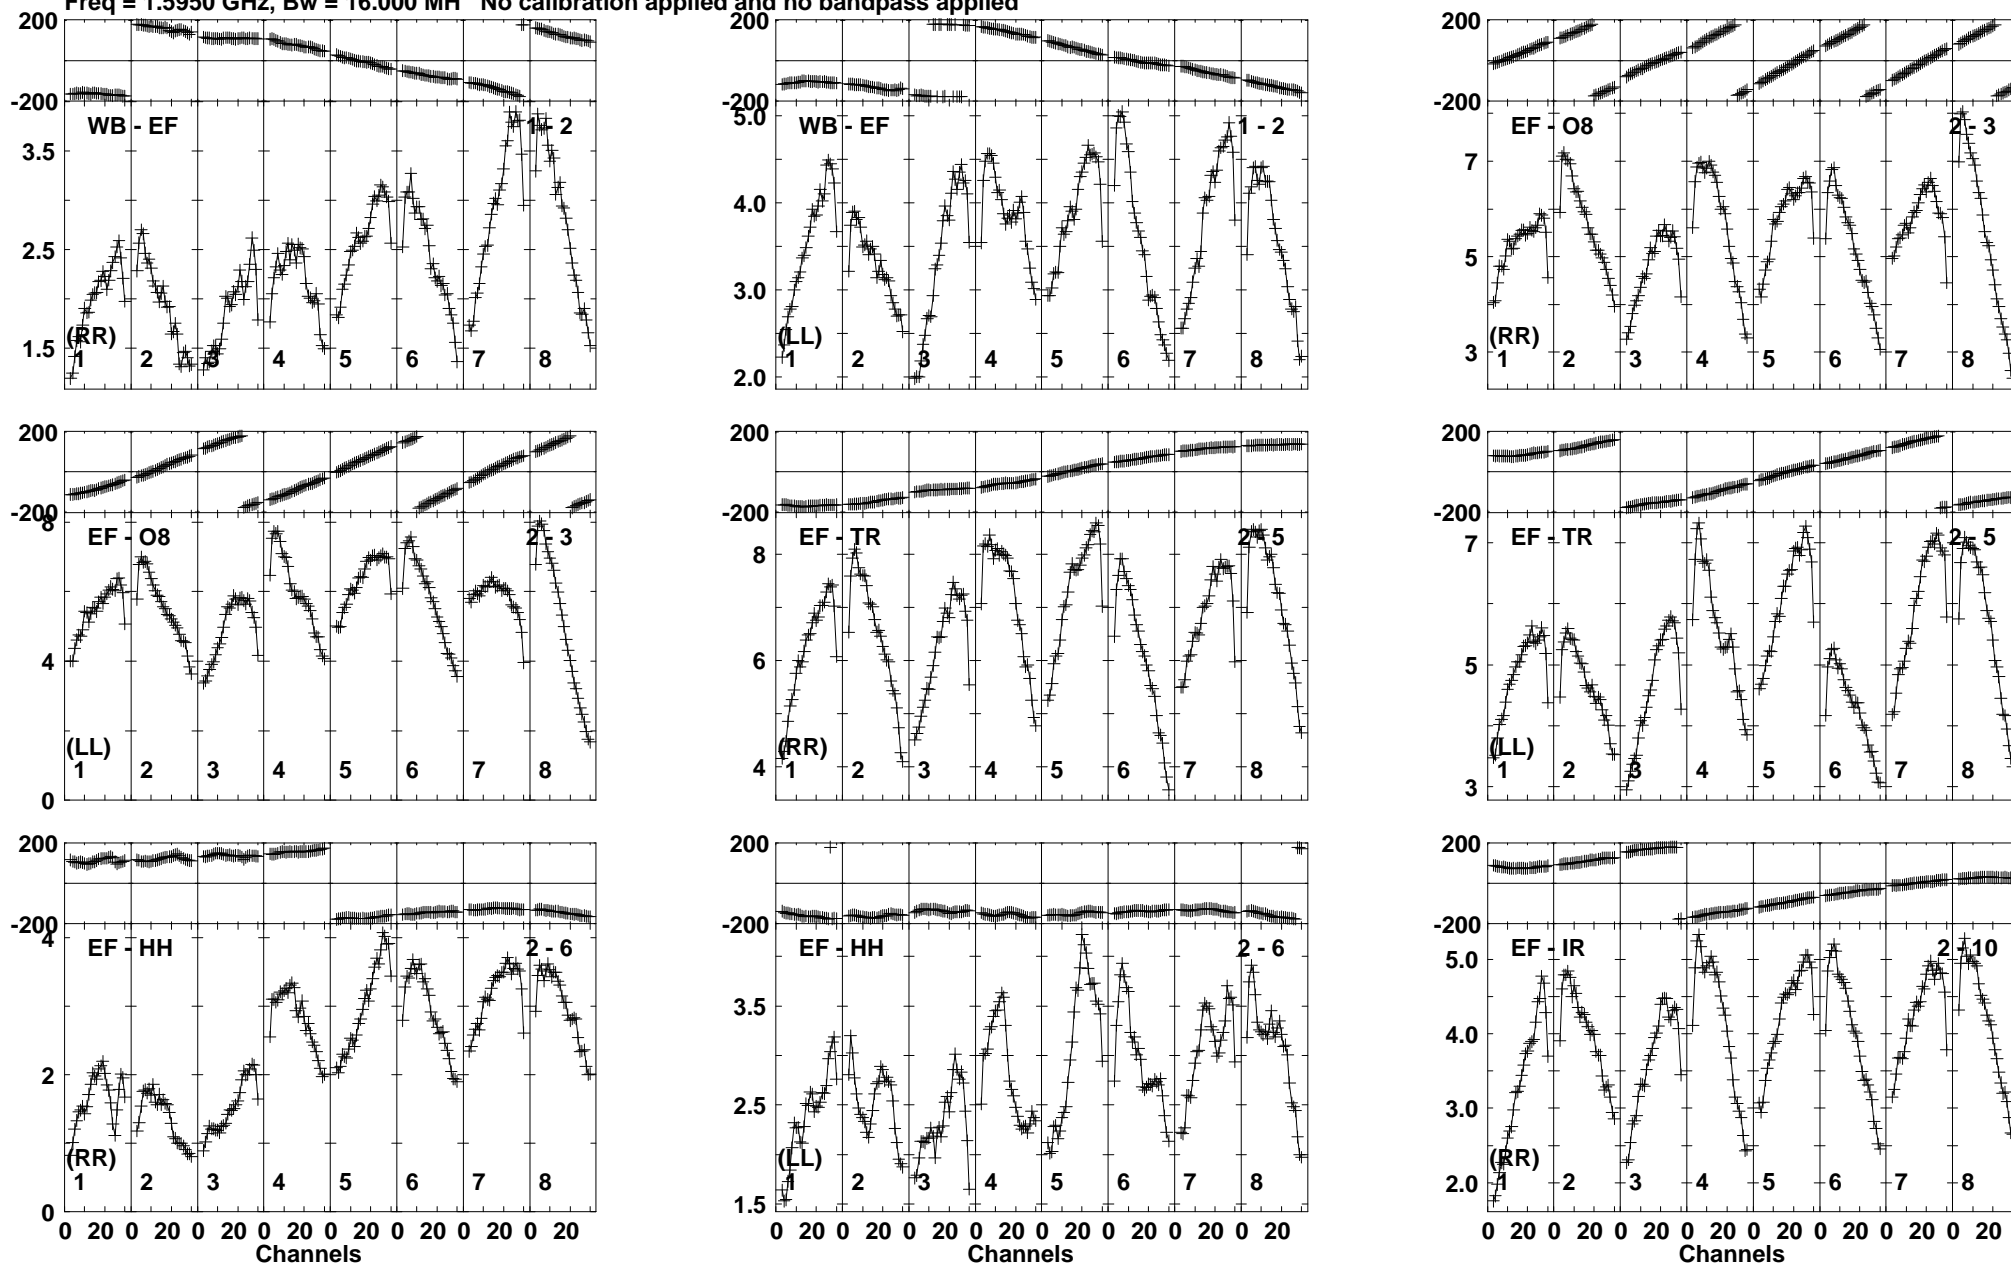 Freq = 1.5950 GHz, Bw = 16.000 MH No calibration applied and no bandpass applied
200 200 200
-200 -200 -200
WB - EF 1 - 2 WB - EF 1 - 2 EF - O8 2 - 3
5.0
3.5 7
4.0
2.5 5
3.0
(RR) (LL) (RR)
1.5 3
1 2 3 4 5 6 7 8 1 2 3 4 5 6 7 8 1 2 3 4 5 6 7 8
2.0
200 200 200
-200 -200 -200
8
EF - O8 2 - 3 EF - TR 2 - 5 EF - TR 2 - 5
8 7
4 6 5
(LL) (RR) (LL)
1 2 3 4 5 6 7 8 4 1 2 3 4 5 6 7 8 1 2 3 4 5 6 7 8
0 3
200 200 200
-200 -200 -200
4
EF - HH 2 - 6 EF - HH 2 - 6 EF - IR 2 - 10
5.0
3.5
4.0
2 2.5 3.0
(RR) (LL) (RR)
1 2 3 4 5 6 7 8 1 2 3 4 5 6 7 8 2.0 1 2 3 4 5 6 7 8
0 1.5
0 20 0 20 0 20 0 20 0 20 0 20 0 20 0 20 0 20 0 20 0 20 0 20 0 20 0 20 0 20 0 20 0 20 0 20 0 20 0 20 0 20 0 20 0 20 0 20
Channels Channels Channels